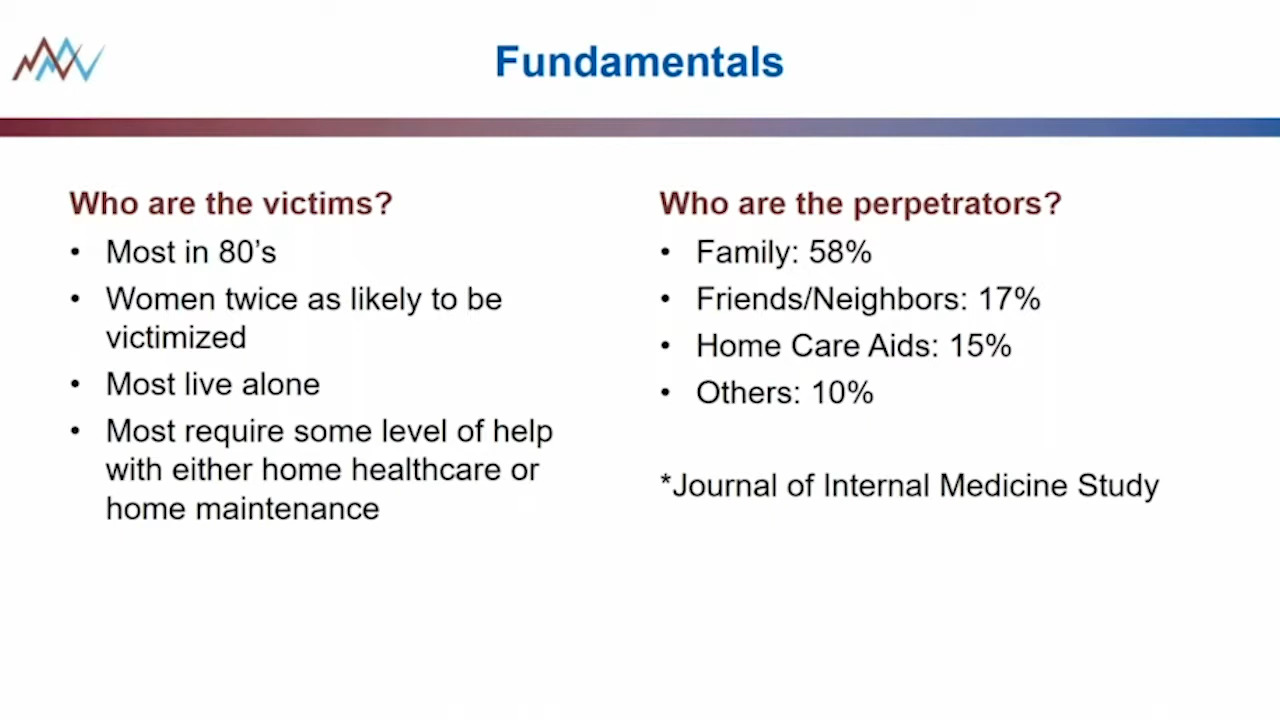 Fundamentals
Who are the victims?
• Most in 80’s
• Women twice as likely to be
victimized
• Most live alone
• Most require some level of help
with either home healthcare or
home maintenance
Who are the perpetrators?
• Family: 58%
• Friends/Neighbors: 17%
• Home Care Aids: 15%
• Others: 10%
*Journal of Internal Medicine Study